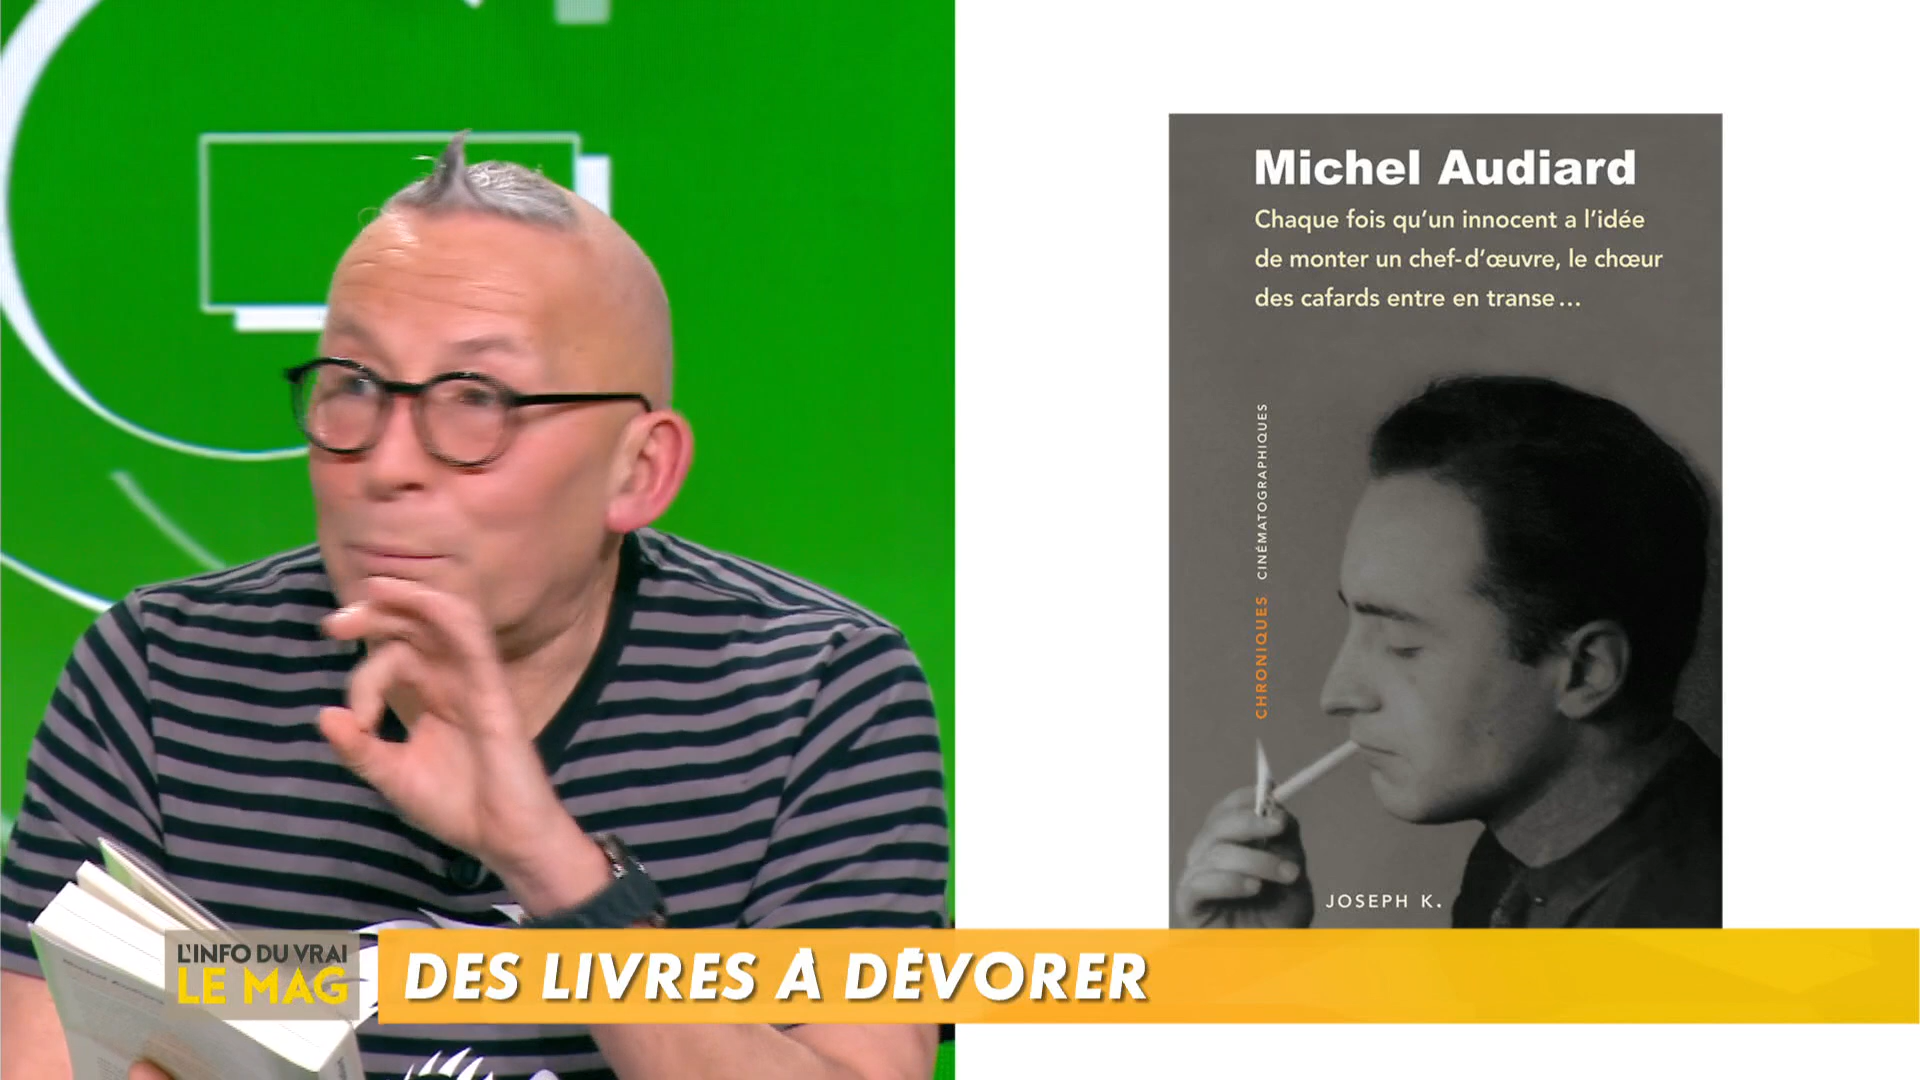 Michel Audiard
Chaque fois qu'un innocent a l'idée
de monter un chef-d'œuvre, le chœur
des cafards entre en transe...
CHRONIQUES CINÉMATOGRAPHIQUES
JOSEPH K.
L'INFO DU VRAI
LE MAG
DES LIVRES À DÉVORER